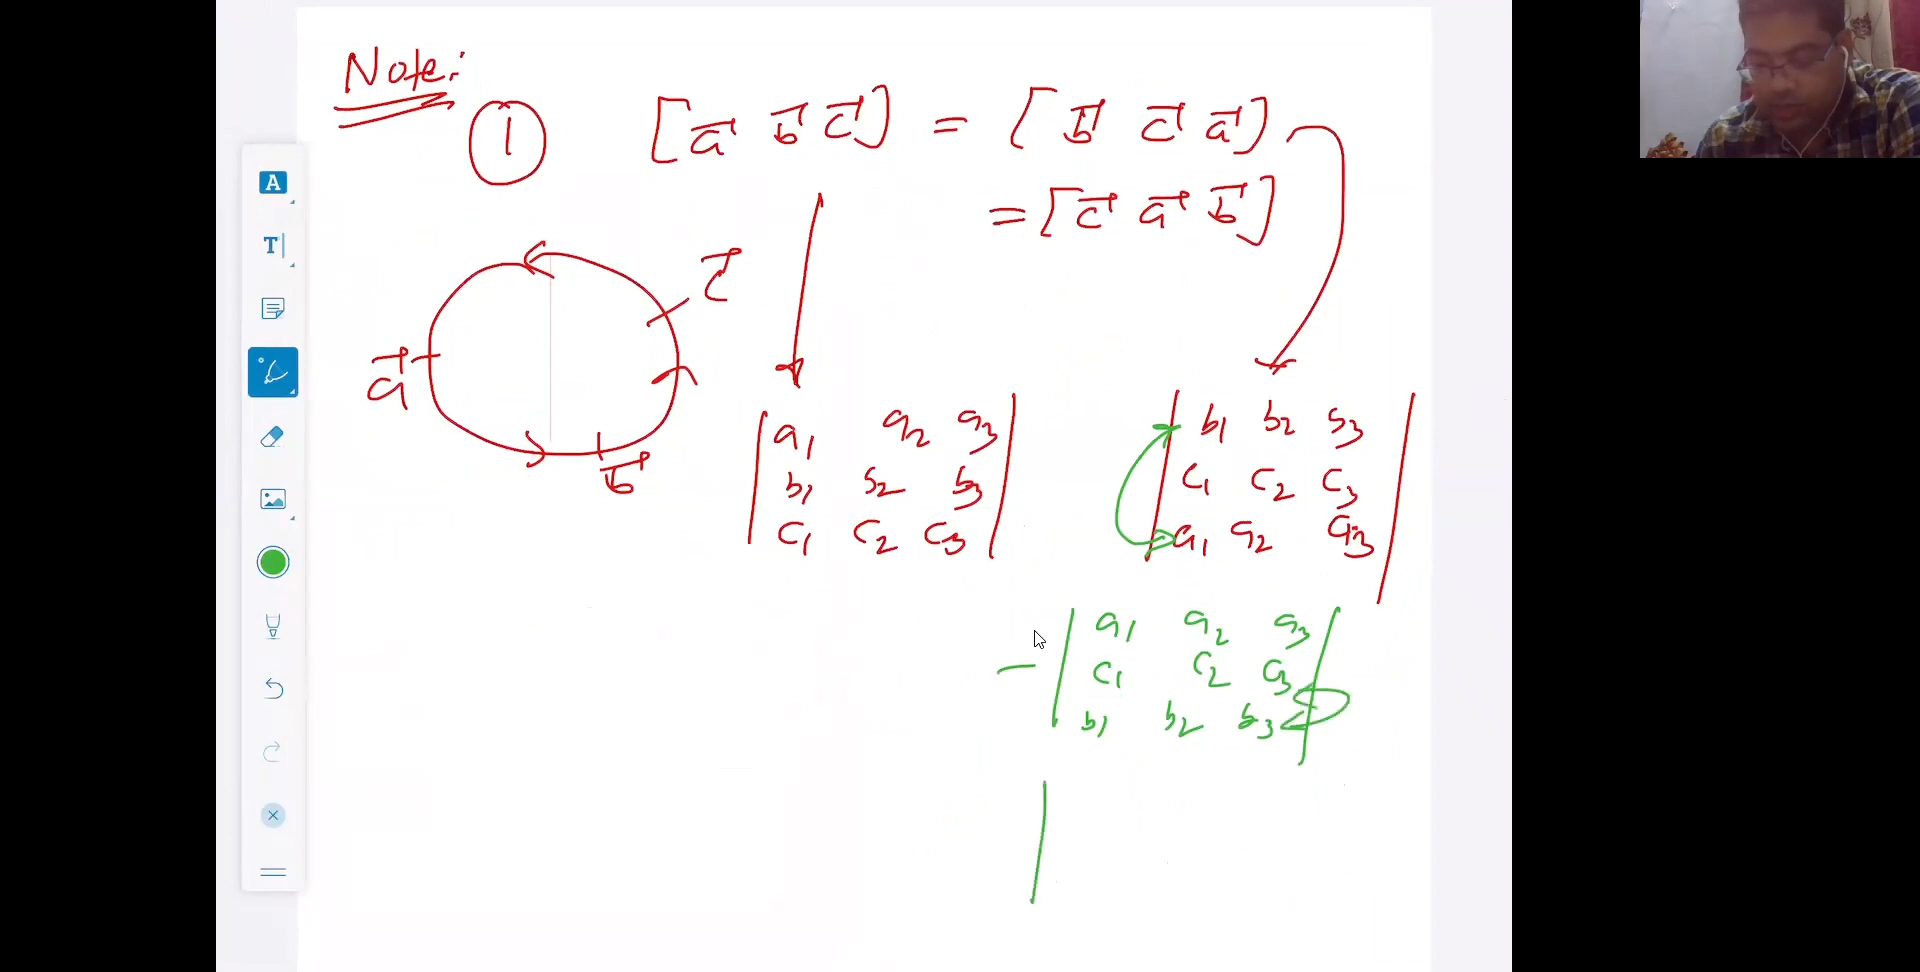 Note:
① [a⃗ b⃗ c⃗] = [b⃗ c⃗ a⃗]
= [c⃗ a⃗ b⃗]
c⃗
a⃗
b⃗
a1 a2 a3
b1 b2 b3
c1 c2 c3
b1 b2 b3
c1 c2 c3
a1 a2 a3
− | a1 a2 a3 |
c1 c2 c3
b1 b2 b3
A
T